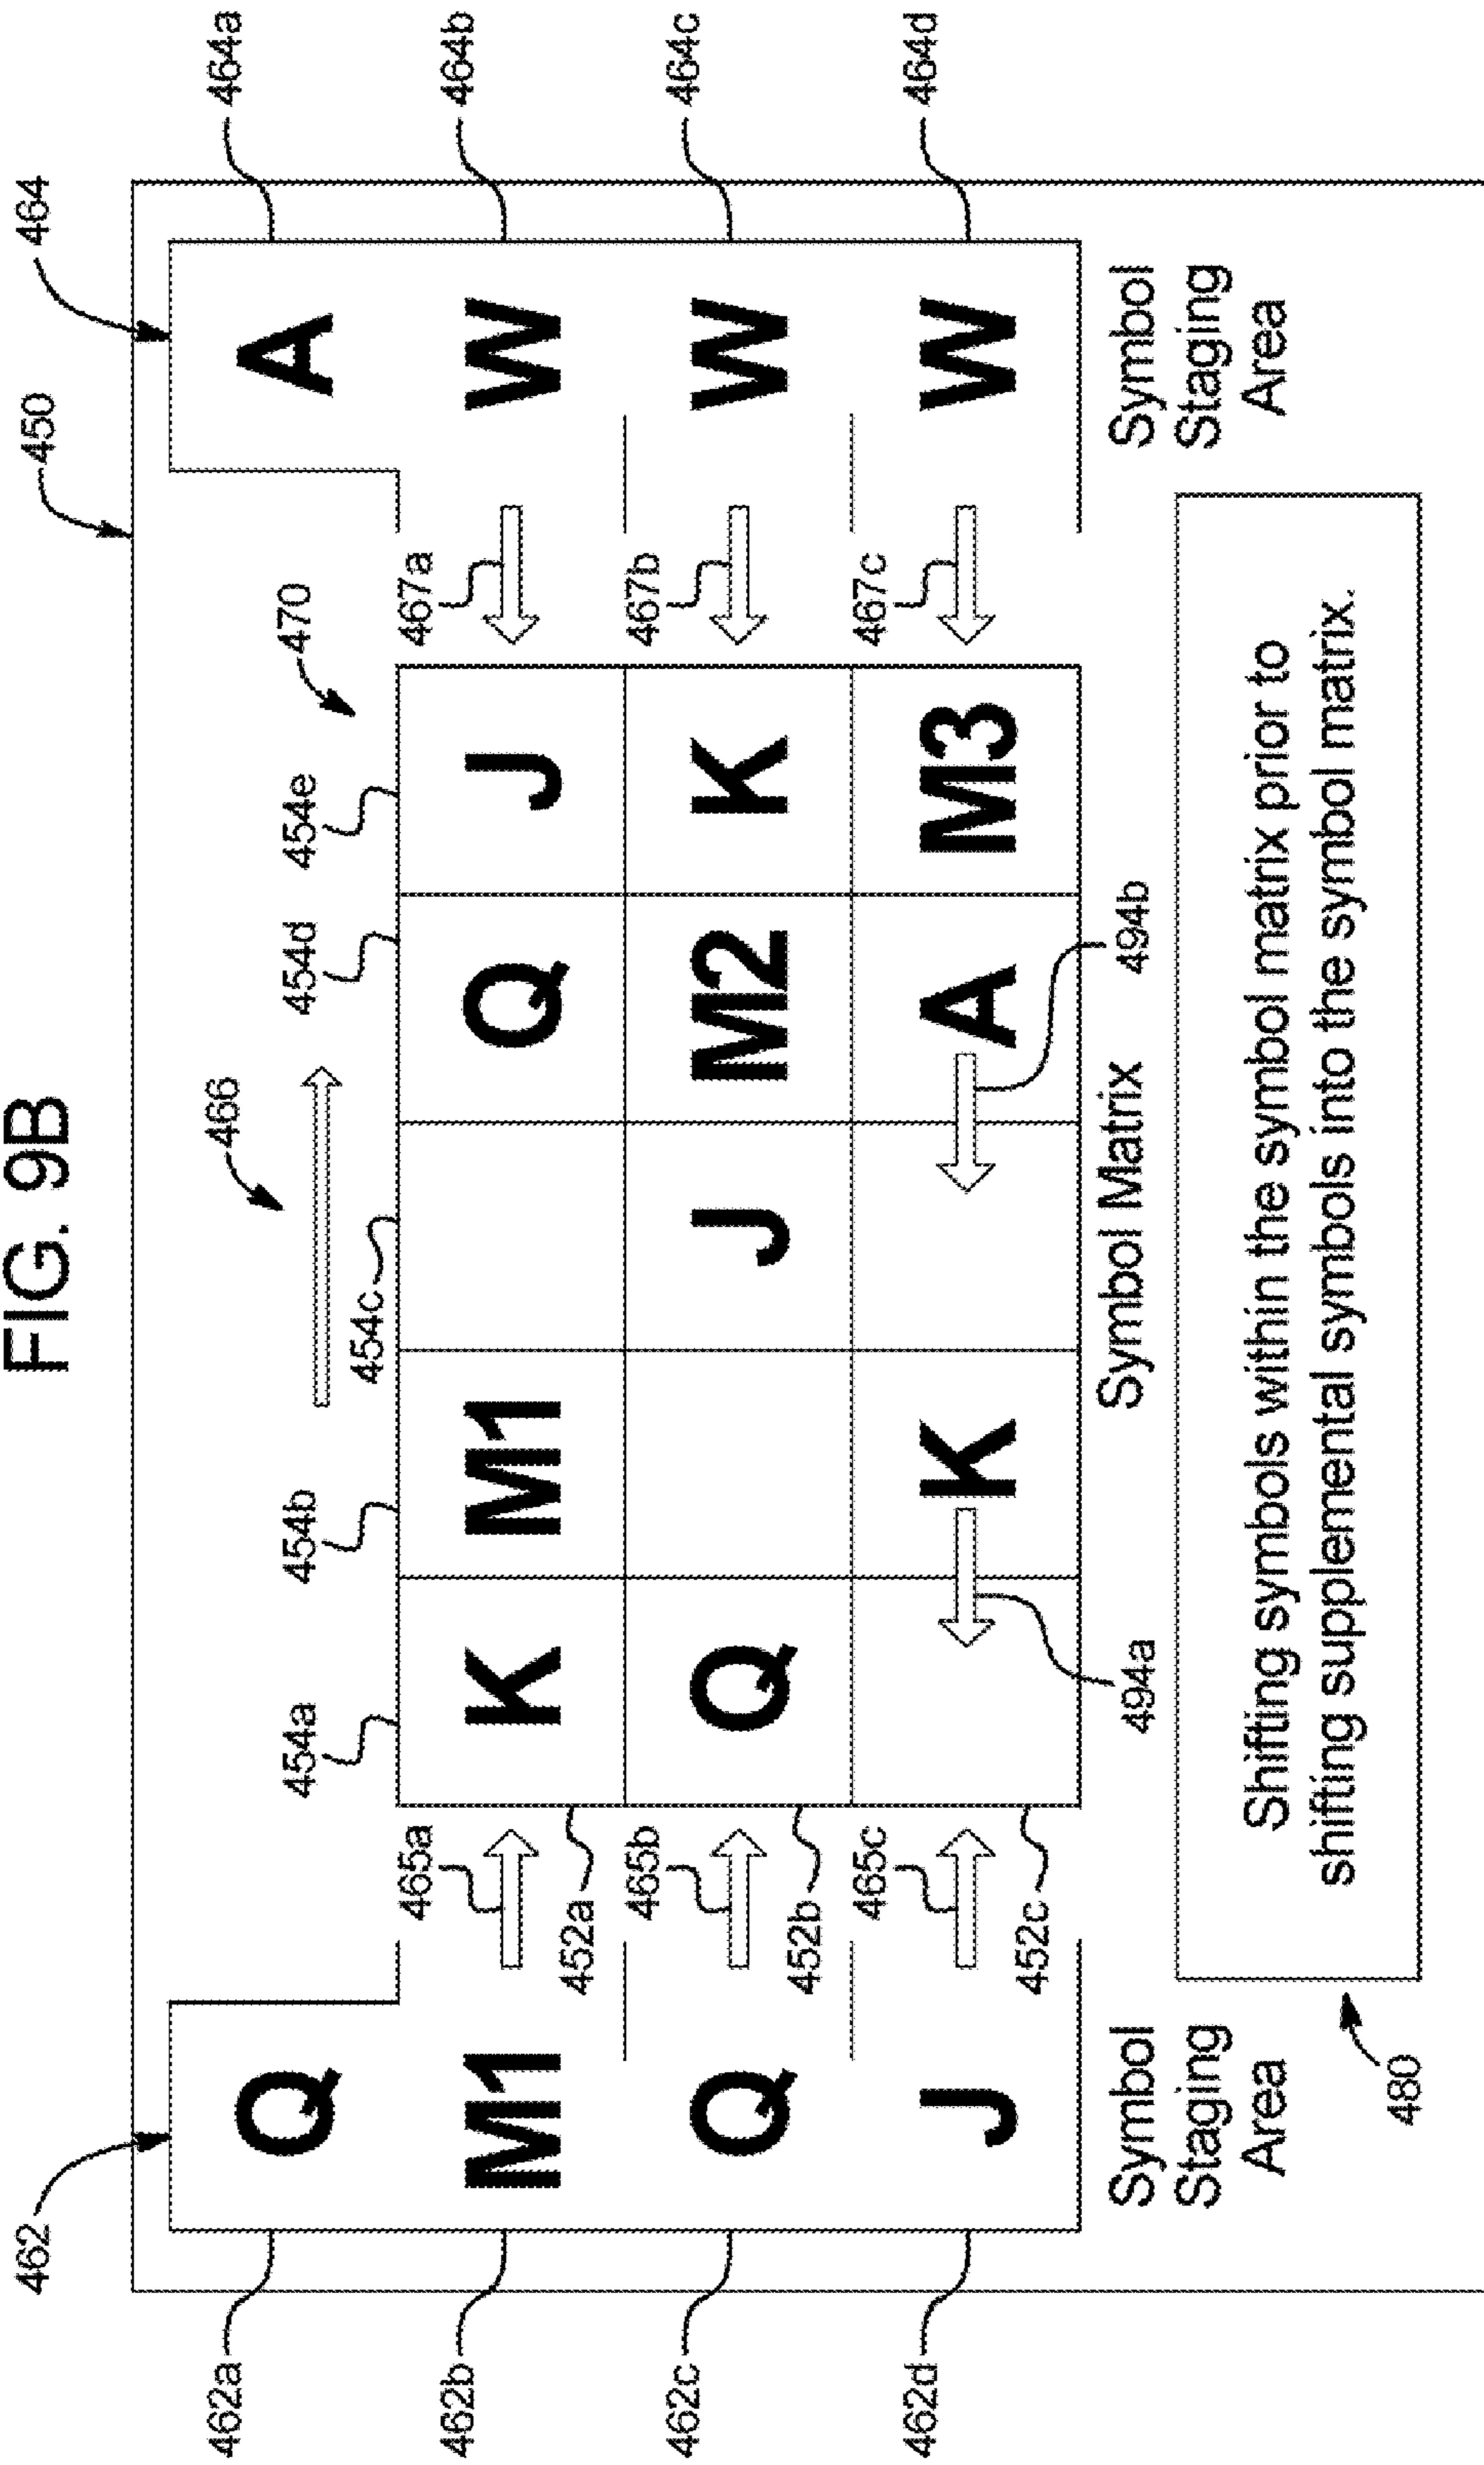 FIG. 9B
462
466
470
450
464
462a
462b
462c
462d
464a
464b
464c
464d
454a
454b
454c
454d
454e
Q
M1
Q
J
465a
465b
465c
452a
452b
452c
K M1 Q J
Q J M2 K
K A M3
467a
467b
467c
A
W
W
W
494a
494b
Symbol
Staging
Area
Symbol Matrix
Symbol
Staging
Area
480
Shifting symbols within the symbol matrix prior to
shifting supplemental symbols into the symbol matrix.